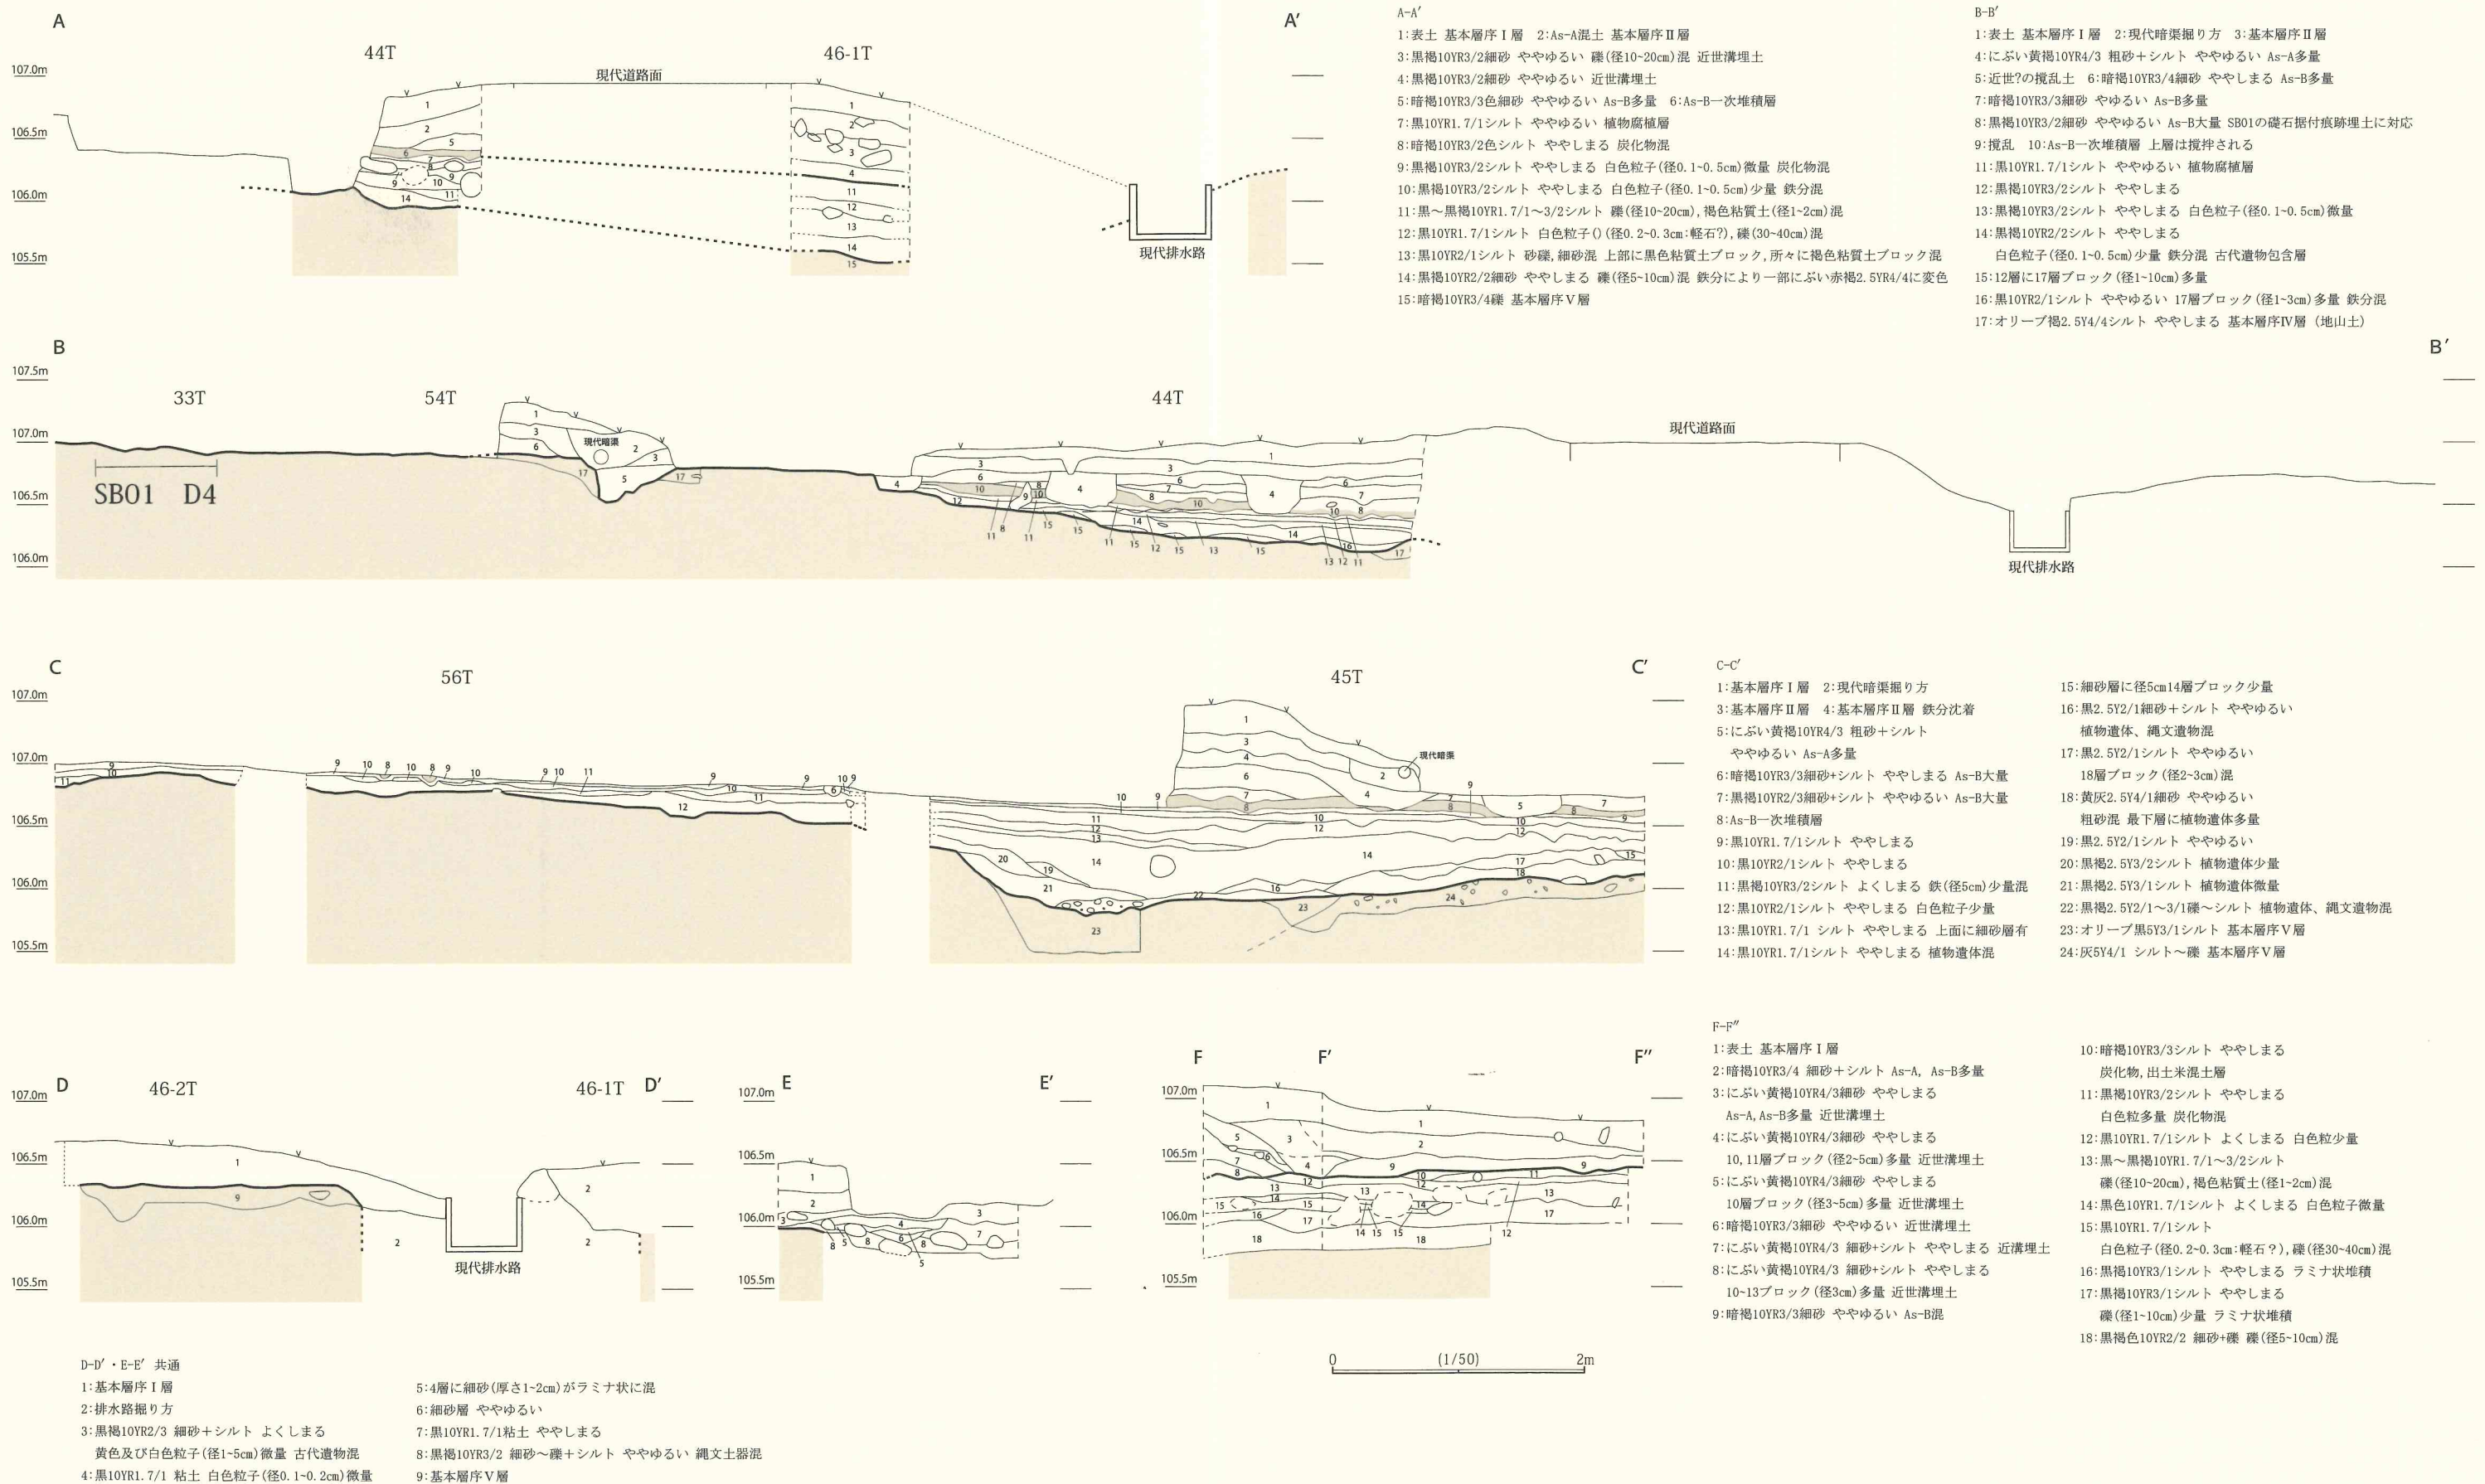 A
A′
44T
46-1T
現代道路面
現代排水路
107.0m
106.5m
106.0m
105.5m
A-A′
1:表土 基本層序Ⅰ層 2:As-A混土 基本層序Ⅱ層
3:黒褐10YR3/2細砂 ややゆるい 礫(径10~20cm)混 近世溝埋土
4:黒褐10YR3/2細砂 ややゆるい 近世溝埋土
5:暗褐10YR3/3色細砂 ややゆるい As-B多量 6:As-B一次堆積層
7:黒10YR1.7/1シルト ややゆるい 植物腐植層
8:暗褐10YR3/2色シルト ややしまる 炭化物混
9:黒褐10YR3/2シルト ややしまる 白色粒子(径0.1~0.5cm)微量 炭化物混
10:黒褐10YR3/2シルト ややしまる 白色粒子(径0.1~0.5cm)少量 鉄分混
11:黒～黒褐10YR1.7/1～3/2シルト 礫(径10~20cm),褐色粘質土(径1~2cm)混
12:黒10YR1.7/1シルト 白色粒子()(径0.2~0.3cm:軽石?),礫(30~40cm)混
13:黒10YR2/1シルト 砂礫,細砂混 上部に黒色粘質土ブロック,所々に褐色粘質土ブロック混
14:黒褐10YR2/2細砂 ややしまる 礫(径5~10cm)混 鉄分により一部にぶい赤褐2.5YR4/4に変色
15:暗褐10YR3/4礫 基本層序Ⅴ層
B-B′
1:表土 基本層序Ⅰ層 2:現代暗渠掘り方 3:基本層序Ⅱ層
4:にぶい黄褐10YR4/3 粗砂＋シルト ややゆるい As-A多量
5:近世?の撹乱土 6:暗褐10YR3/4細砂 ややしまる As-B多量
7:暗褐10YR3/3細砂 やゆるい As-B多量
8:黒褐10YR3/2細砂 ややゆるい As-B大量 SB01の礎石据付痕跡埋土に対応
9:撹乱 10:As-B一次堆積層 上層は撹拌される
11:黒10YR1.7/1シルト ややゆるい 植物腐植層
12:黒褐10YR3/2シルト ややしまる
13:黒褐10YR3/2シルト ややしまる 白色粒子(径0.1~0.5cm)微量
14:黒褐10YR2/2シルト ややしまる
白色粒子(径0.1~0.5cm)少量 鉄分混 古代遺物包含層
15:12層に17層ブロック(径1~10cm)多量
16:黒10YR2/1シルト ややゆるい 17層ブロック(径1~3cm)多量 鉄分混
17:オリーブ褐2.5Y4/4シルト ややしまる 基本層序Ⅳ層（地山土）
B
B′
33T
54T
44T
SB01 D4
現代暗渠
現代道路面
現代排水路
107.5m
107.0m
106.5m
106.0m
C
C′
56T
45T
現代暗渠
107.0m
107.0m
106.5m
106.0m
105.5m
C-C′
1:基本層序Ⅰ層 2:現代暗渠掘り方
3:基本層序Ⅱ層 4:基本層序Ⅱ層 鉄分沈着
5:にぶい黄褐10YR4/3 粗砂＋シルト
ややゆるい As-A多量
6:暗褐10YR3/3細砂+シルト ややしまる As-B大量
7:黒褐10YR2/3細砂+シルト ややゆるい As-B大量
8:As-B一次堆積層
9:黒10YR1.7/1シルト ややしまる
10:黒10YR2/1シルト ややしまる
11:黒褐10YR3/2シルト よくしまる 鉄(径5cm)少量混
12:黒10YR2/1シルト ややしまる 白色粒子少量
13:黒10YR1.7/1 シルト ややしまる 上面に細砂層有
14:黒10YR1.7/1シルト ややしまる 植物遺体混
15:細砂層に径5cm14層ブロック少量
16:黒2.5Y2/1細砂＋シルト ややゆるい
植物遺体、縄文遺物混
17:黒2.5Y2/1シルト ややゆるい
18層ブロック(径2~3cm)混
18:黄灰2.5Y4/1細砂 ややゆるい
粗砂混 最下層に植物遺体多量
19:黒2.5Y2/1シルト ややゆるい
20:黒褐2.5Y3/2シルト 植物遺体少量
21:黒褐2.5Y3/1シルト 植物遺体微量
22:黒褐2.5Y2/1～3/1礫～シルト 植物遺体、縄文遺物混
23:オリーブ黒5Y3/1シルト 基本層序Ⅴ層
24:灰5Y4/1 シルト～礫 基本層序Ⅴ層
D
46-2T
46-1T
D′
107.0m
106.5m
106.0m
105.5m
現代排水路
E
E′
107.0m
106.5m
106.0m
105.5m
F
F′
F″
107.0m
106.5m
106.0m
105.5m
F-F″
1:表土 基本層序Ⅰ層
2:暗褐10YR3/4 細砂＋シルト As-A, As-B多量
3:にぶい黄褐10YR4/3細砂 ややしまる
As-A,As-B多量 近世溝埋土
4:にぶい黄褐10YR4/3細砂 ややしまる
10,11層ブロック(径2~5cm)多量 近世溝埋土
5:にぶい黄褐10YR4/3細砂 ややしまる
10層ブロック(径3~5cm)多量 近世溝埋土
6:暗褐10YR3/3細砂 ややゆるい 近世溝埋土
7:にぶい黄褐10YR4/3 細砂+シルト ややしまる 近溝埋土
8:にぶい黄褐10YR4/3 細砂+シルト ややしまる
10~13ブロック(径3cm)多量 近世溝埋土
9:暗褐10YR3/3細砂 ややゆるい As-B混
10:暗褐10YR3/3シルト ややしまる
炭化物,出土米混土層
11:黒褐10YR3/2シルト ややしまる
白色粒多量 炭化物混
12:黒10YR1.7/1シルト よくしまる 白色粒少量
13:黒～黒褐10YR1.7/1～3/2シルト
礫(径10~20cm),褐色粘質土(径1~2cm)混
14:黒色10YR1.7/1シルト よくしまる 白色粒子微量
15:黒10YR1.7/1シルト
白色粒子(径0.2~0.3cm:軽石？),礫(径30~40cm)混
16:黒褐10YR3/1シルト ややしまる ラミナ状堆積
17:黒褐10YR3/1シルト ややしまる
礫(径1~10cm)少量 ラミナ状堆積
18:黒褐色10YR2/2 細砂+礫 礫(径5~10cm)混
0 (1/50) 2m
D-D′・E-E′ 共通
1:基本層序Ⅰ層
2:排水路掘り方
3:黒褐10YR2/3 細砂＋シルト よくしまる
黄色及び白色粒子(径1~5cm)微量 古代遺物混
4:黒10YR1.7/1 粘土 白色粒子(径0.1~0.2cm)微量
5:4層に細砂(厚さ1~2cm)がラミナ状に混
6:細砂層 ややゆるい
7:黒10YR1.7/1粘土 ややしまる
8:黒褐10YR3/2 細砂～礫＋シルト ややゆるい 縄文土器混
9:基本層序Ⅴ層